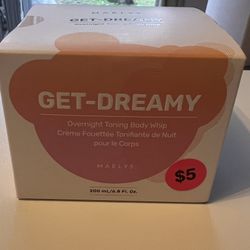 MAELYS
GET-DREAMY
Overnight Toning Body Whip
Crème Fouettée Tonifiante de Nuit
pour le Corps
MAELYS
$5
200 mL/6.8 Fl. Oz.